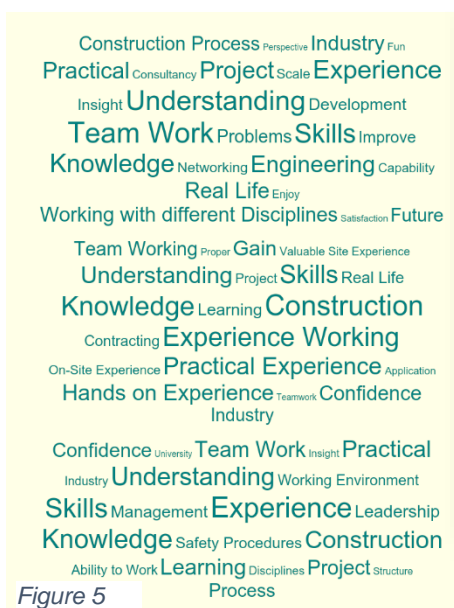 Construction Process Perspective Industry Fun
Practical Consultancy Project Scale Experience
Insight Understanding Development
Team Work Problems Skills Improve
Knowledge Networking Engineering Capability
Real Life Enjoy
Working with different Disciplines Satisfaction Future
Team Working Proper Gain Valuable Site Experience
Understanding Project Skills Real Life
Knowledge Learning Construction
Contracting Experience Working
On-Site Experience Practical Experience Application
Hands on Experience Teamwork Confidence
Industry
Confidence University Team Work Insight Practical
Industry Understanding Working Environment
Skills Management Experience Leadership
Knowledge Safety Procedures Construction
Ability to Work Learning Disciplines Project Structure
Process
Figure 5